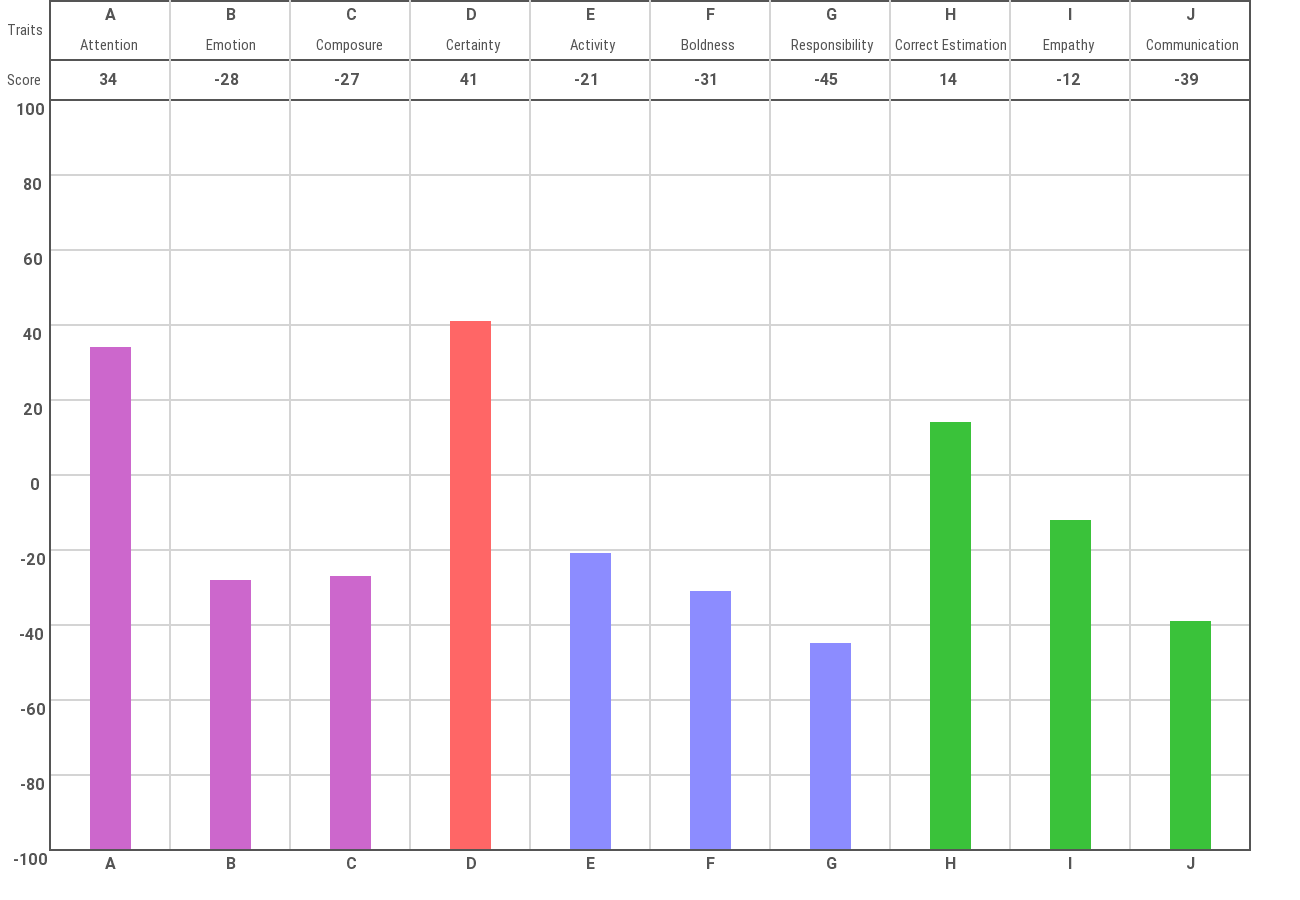 A B C D E F G H I J
Traits
Attention Emotion Composure Certainty Activity Boldness Responsibility Correct Estimation Empathy Communication
Score 34 -28 -27 41 -21 -31 -45 14 -12 -39
100
80
60
40
20
0
-20
-40
-60
-80
-100
A B C D E F G H I J